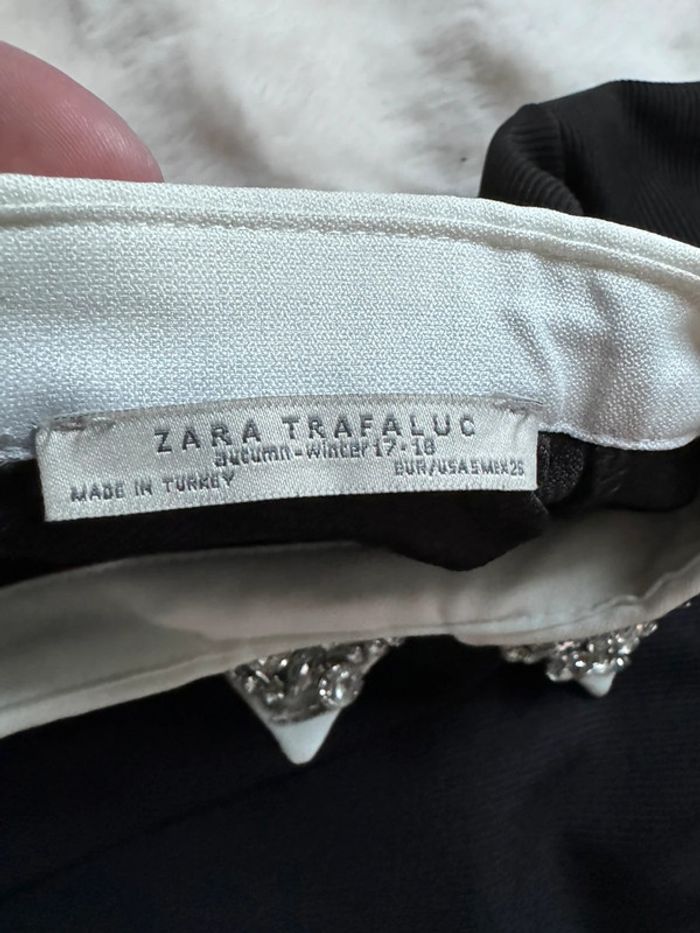 ZARA TRAFALUC
autumn-winter 17-18
EUR/USA S MEX 26
MADE IN TURKEY